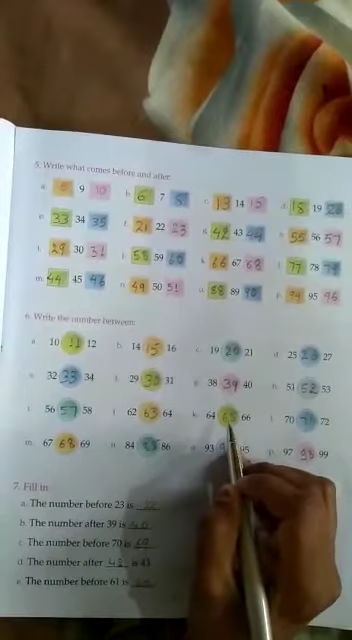 5. Write what comes before and after:
a. 8 9 10 b. 6 7 8 c. 13 14 d. 18 19 20
e. 33 34 35 f. 21 22 23 g. 42 43 44 h. 55 56 57
i. 29 30 31 j. 58 59 60 k. 66 67 68 l. 77 78 79
m. 44 45 46 n. 49 50 51 o. 88 89 90 p. 94 95 96
6. Write the number between:
a. 10 11 12 b. 14 15 16 c. 19 20 21 d. 25 26 27
e. 32 33 34 f. 29 30 31 g. 38 39 40 h. 51 52 53
i. 56 57 58 j. 62 63 64 k. 64 65 66 l. 70 71 72
m. 67 68 69 n. 84 85 86 o. 93 95 p. 97 98 99
7. Fill in
a. The number before 23 is 22
b. The number after 39 is 40
c. The number before 70 is 69
d. The number after 42 is 43
e. The number before 61 is 60